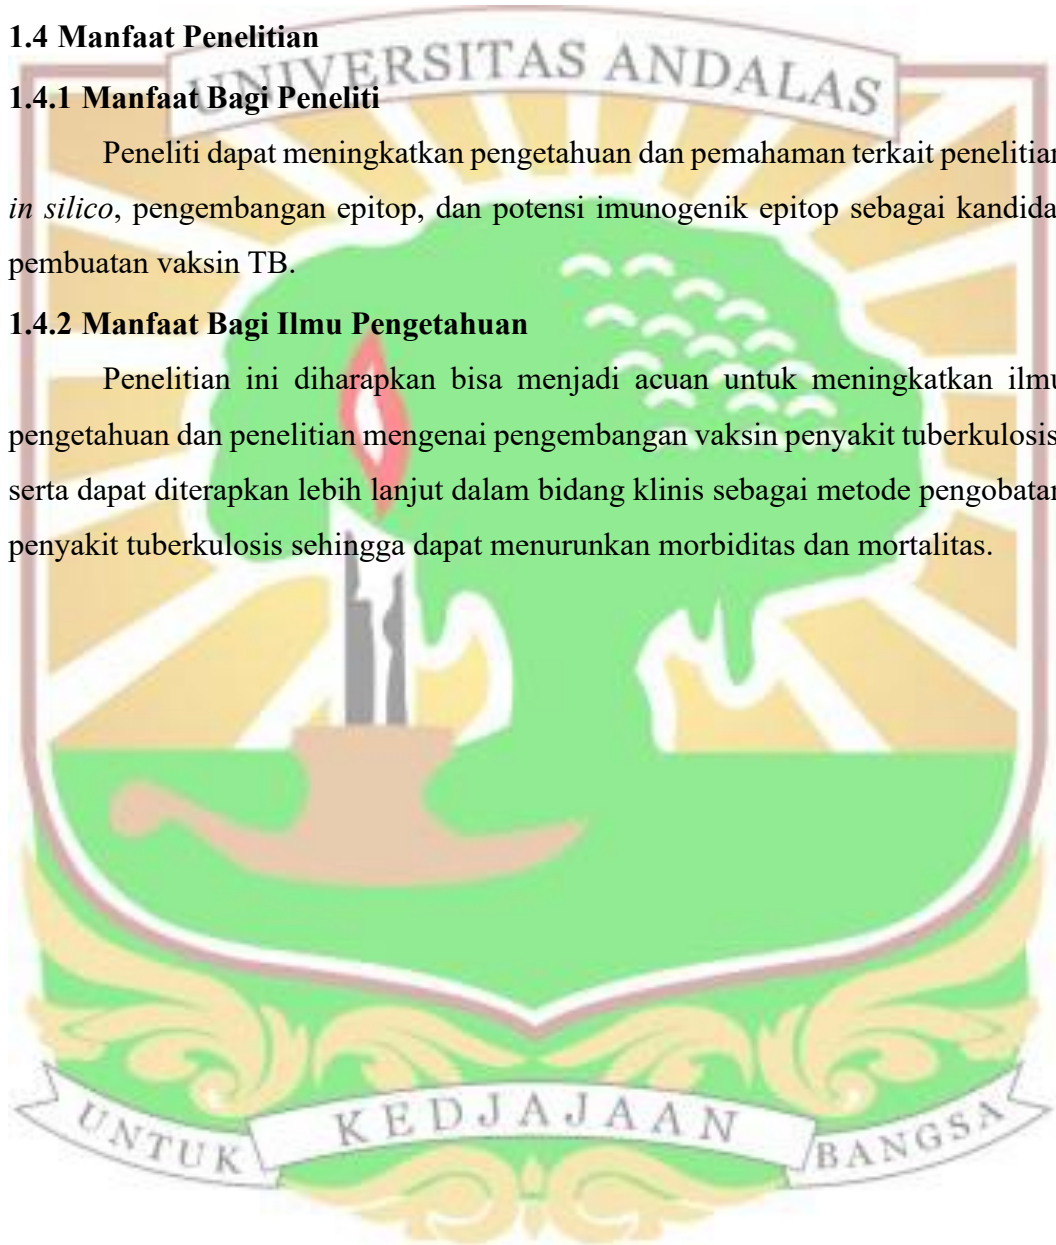 1.4 Manfaat Penelitian
UNIVERSITAS ANDALAS
1.4.1 Manfaat Bagi Peneliti
Peneliti dapat meningkatkan pengetahuan dan pemahaman terkait penelitian
in silico, pengembangan epitop, dan potensi imunogenik epitop sebagai kandida
pembuatan vaksin TB.
1.4.2 Manfaat Bagi Ilmu Pengetahuan
Penelitian ini diharapkan bisa menjadi acuan untuk meningkatkan ilmu
pengetahuan dan penelitian mengenai pengembangan vaksin penyakit tuberkulosis
serta dapat diterapkan lebih lanjut dalam bidang klinis sebagai metode pengobatan
penyakit tuberkulosis sehingga dapat menurunkan morbiditas dan mortalitas.
UNTUK KEDJAJAAN BANGSA